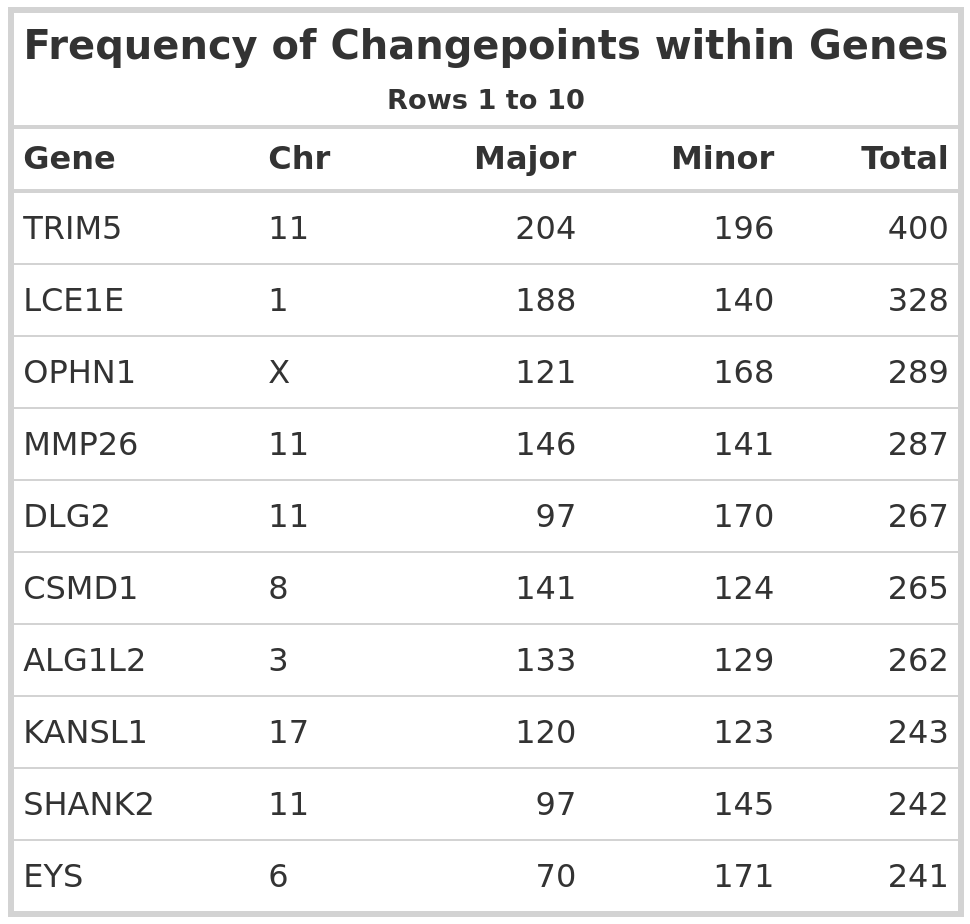 Frequency of Changepoints within Genes
Rows 1 to 10
Gene Chr Major Minor Total
TRIM5 11 204 196 400
LCE1E 1 188 140 328
OPHN1 X 121 168 289
MMP26 11 146 141 287
DLG2 11 97 170 267
CSMD1 8 141 124 265
ALG1L2 3 133 129 262
KANSL1 17 120 123 243
SHANK2 11 97 145 242
EYS 6 70 171 241